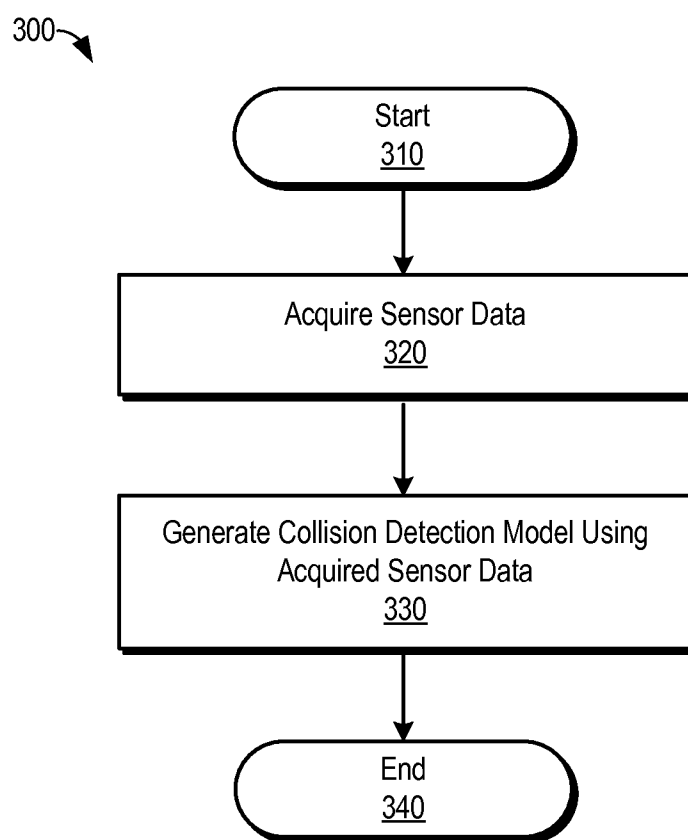 300
Start
310
Acquire Sensor Data
320
Generate Collision Detection Model Using
Acquired Sensor Data
330
End
340